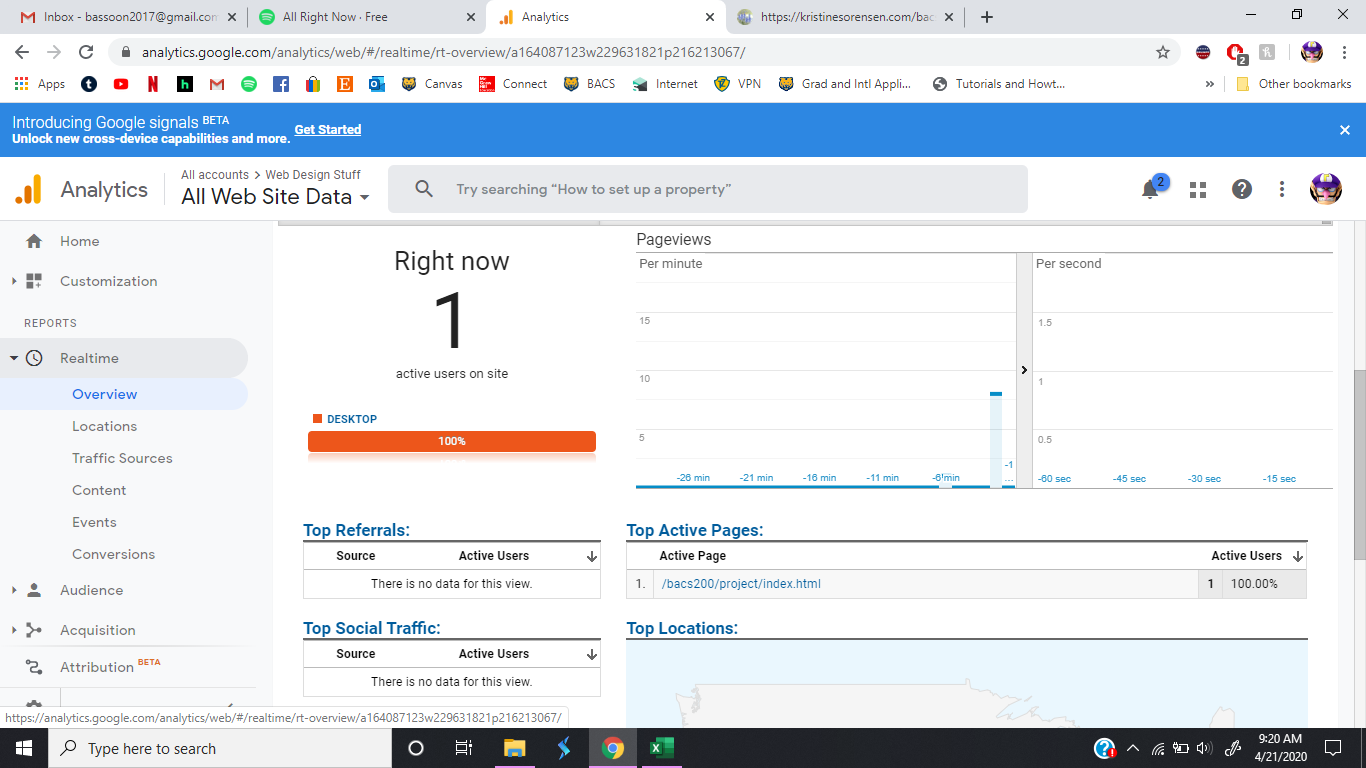 Inbox - bassoon2017@gmail.com
All Right Now · Free
Analytics
https://kristinesorensen.com/bac
analytics.google.com/analytics/web/#/realtime/rt-overview/a164087123w229631821p216213067/
2
Apps
Canvas
Connect
BACS
Internet
VPN
Grad and Intl Appli...
Tutorials and Howt...
»
Other bookmarks
Introducing Google signals BETA
Unlock new cross-device capabilities and more.
Get Started
Analytics
All accounts > Web Design Stuff
All Web Site Data
Try searching “How to set up a property”
2
Home
Customization
REPORTS
Realtime
Overview
Locations
Traffic Sources
Content
Events
Conversions
Audience
Acquisition
Attribution BETA
Right now
1
active users on site
DESKTOP
100%
Pageviews
Per minute
15
10
5
-26 min
-21 min
-16 min
-11 min
-6 min
-1
...
Per second
1.5
1
0.5
-60 sec
-45 sec
-30 sec
-15 sec
Top Referrals:
Source Active Users
There is no data for this view.
Top Active Pages:
Active Page Active Users
1. /bacs200/project/index.html 1 100.00%
Top Social Traffic:
Source Active Users
There is no data for this view.
Top Locations:
https://analytics.google.com/analytics/web/#/realtime/rt-overview/a164087123w229631821p216213067/
Type here to search
9:20 AM
4/21/2020